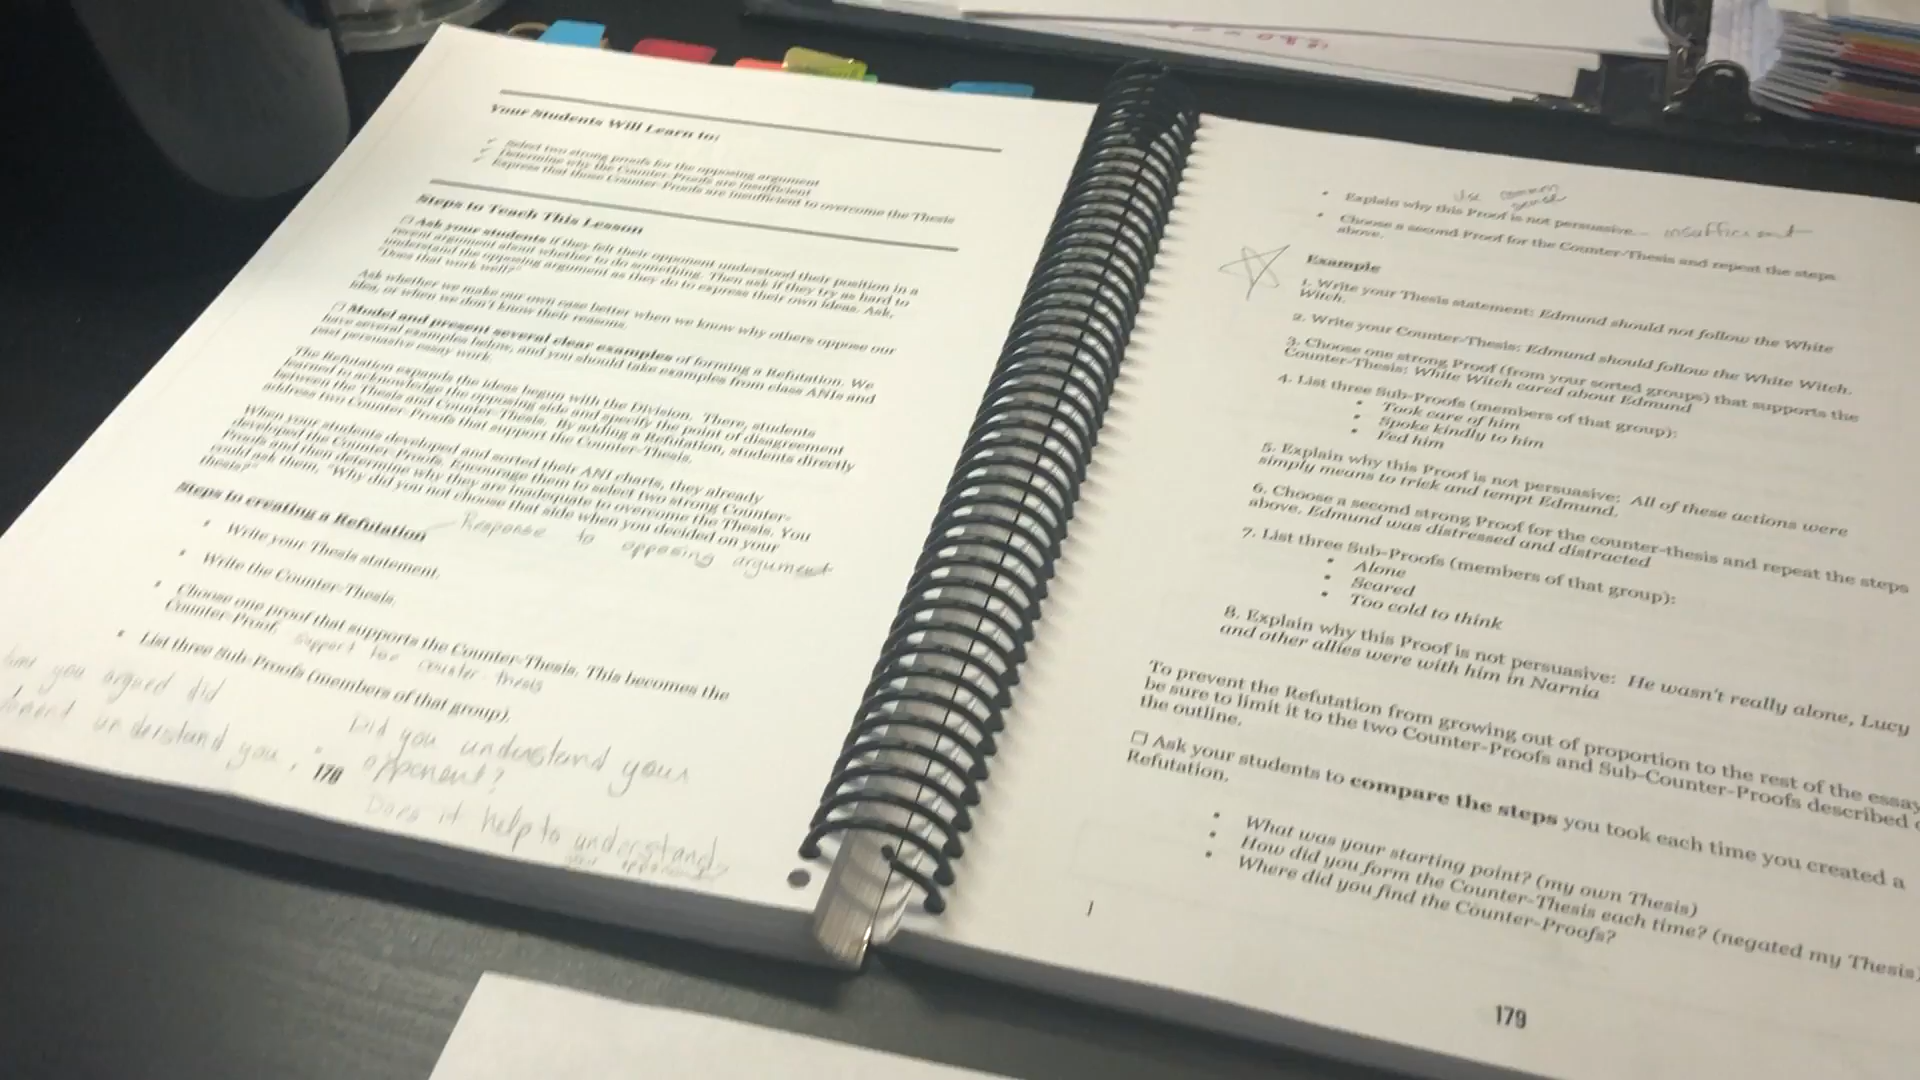 Your Students Will Learn to:
✓ Select two strong proofs for the opposing argument
✓ Determine why the Counter-Proofs are insufficient
✓ Express that those Counter-Proofs are insufficient to overcome the Thesis
Steps to Teach This Lesson
☐ Ask your students if they felt their opponent understood their position in a
recent argument about whether to do something. Then ask if they try as hard to
understand the opposing argument as they do to express their own ideas. Ask,
"Does that work well?"
Ask whether we make our own case better when we know why others oppose our
idea, or when we don't know their reasons.
☐ Model and present several clear examples of forming a Refutation. We
have several examples below, and you should take examples from class ANIs and
past persuasive essay work.
The Refutation expands the ideas begun with the Division. There, students
learned to acknowledge the opposing side and specify the point of disagreement
between the Thesis and Counter-Thesis. By adding a Refutation, students directly
address two Counter-Proofs that support the Counter-Thesis.
When your students developed and sorted their ANI charts, they already
developed the Counter-Proofs. Encourage them to select two strong Counter-
Proofs and then determine why they are inadequate to overcome the Thesis. You
could ask them, "Why did you not choose that side when you decided on your
thesis?"
Steps to creating a Refutation - Response to opposing argument
• Write your Thesis statement.
• Write the Counter-Thesis.
• Choose one proof that supports the Counter-Thesis. This becomes the
Counter-Proof. support the counter-thesis
• List three Sub-Proofs (members of that group).
time you argued did
understand you,
Did you understand your
opponent?
178
Does it help to understand
your opponent
• Explain why this Proof is not persuasive. - insufficient
Use common
sense
• Choose a second Proof for the Counter-Thesis and repeat the steps
above.
Example
1. Write your Thesis statement: Edmund should not follow the White
Witch.
2. Write your Counter-Thesis: Edmund should follow the White Witch.
3. Choose one strong Proof (from your sorted groups) that supports the
Counter-Thesis: White Witch cared about Edmund
4. List three Sub-Proofs (members of that group):
• Took care of him
• Spoke kindly to him
• Fed him
5. Explain why this Proof is not persuasive: All of these actions were
simply means to trick and tempt Edmund.
6. Choose a second strong Proof for the counter-thesis and repeat the steps
above. Edmund was distressed and distracted
7. List three Sub-Proofs (members of that group):
• Alone
• Scared
• Too cold to think
8. Explain why this Proof is not persuasive: He wasn't really alone, Lucy
and other allies were with him in Narnia
To prevent the Refutation from growing out of proportion to the rest of the essay
be sure to limit it to the two Counter-Proofs and Sub-Counter-Proofs described
the outline.
☐ Ask your students to compare the steps you took each time you created a
Refutation.
• What was your starting point? (my own Thesis)
• How did you form the Counter-Thesis each time? (negated my Thesis)
• Where did you find the Counter-Proofs?
179